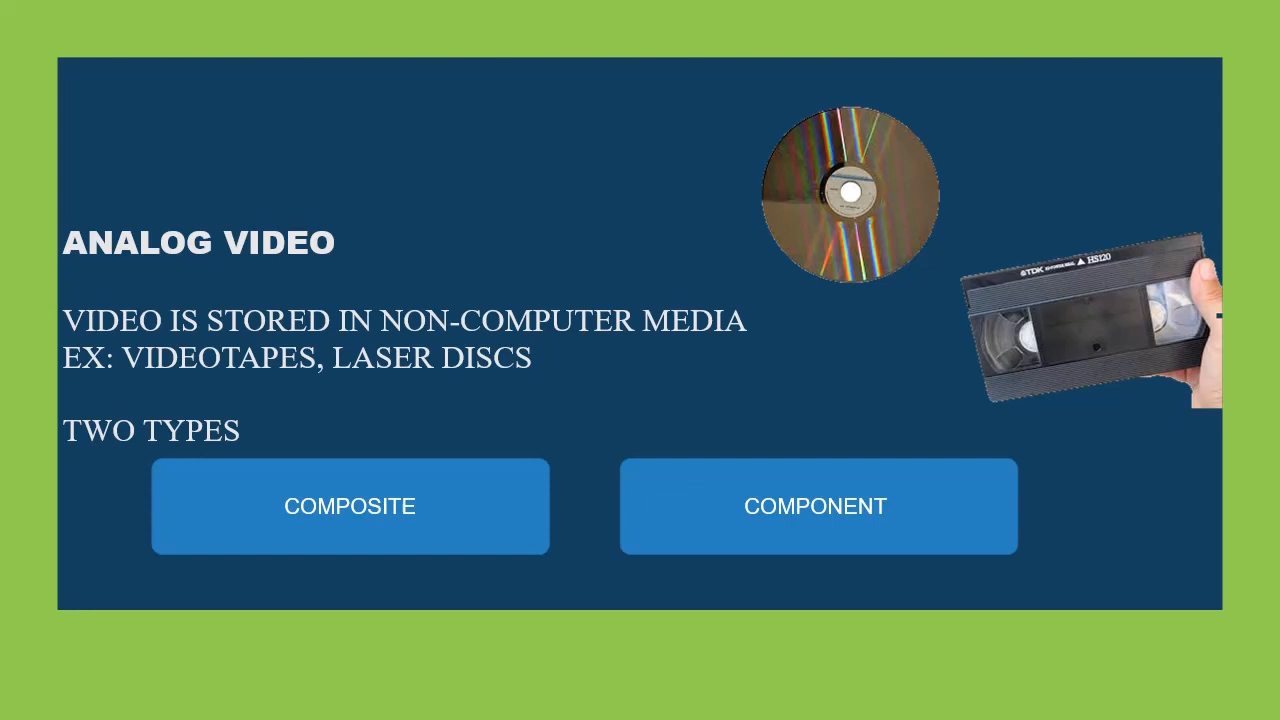 ANALOG VIDEO
VIDEO IS STORED IN NON-COMPUTER MEDIA
EX: VIDEOTAPES, LASER DISCS
TWO TYPES
COMPOSITE
COMPONENT
TDK
HS120